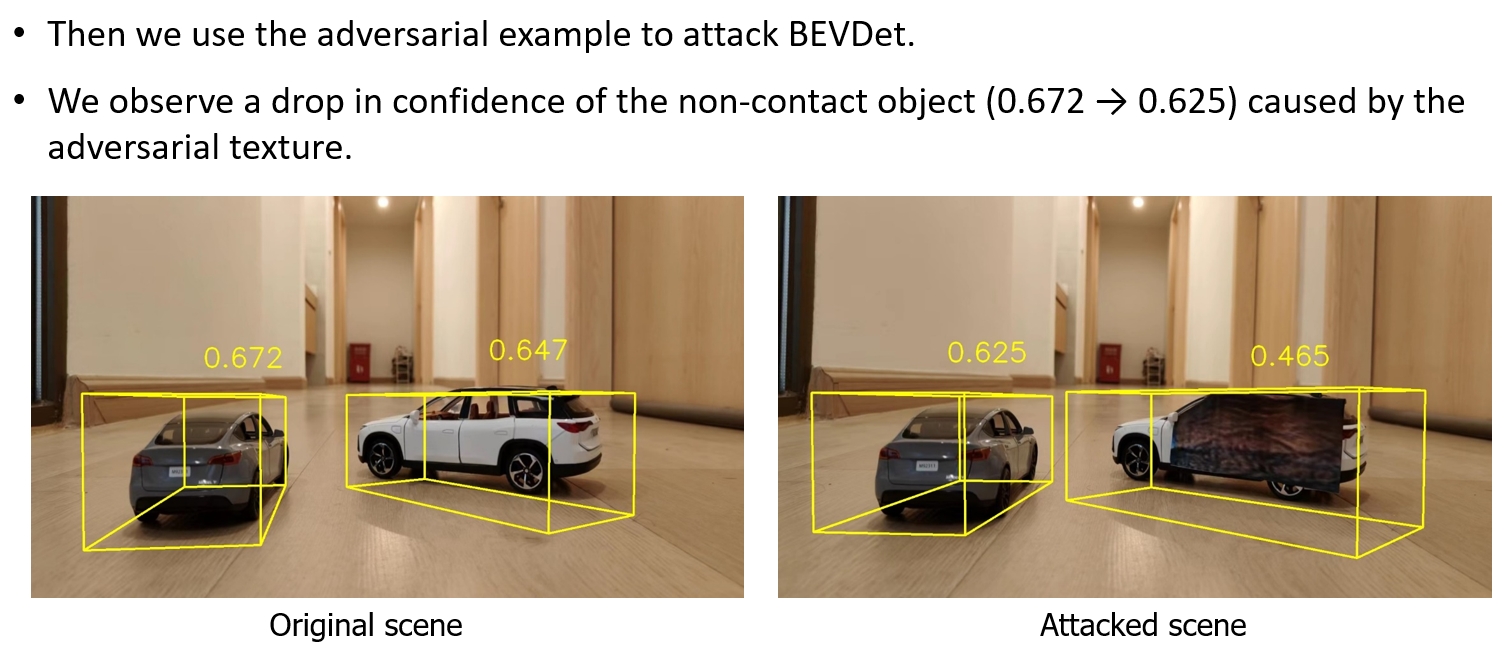 • Then we use the adversarial example to attack BEVDet.
• We observe a drop in confidence of the non-contact object (0.672 → 0.625) caused by the
adversarial texture.
0.672
0.647
0.625
0.465
Original scene
Attacked scene